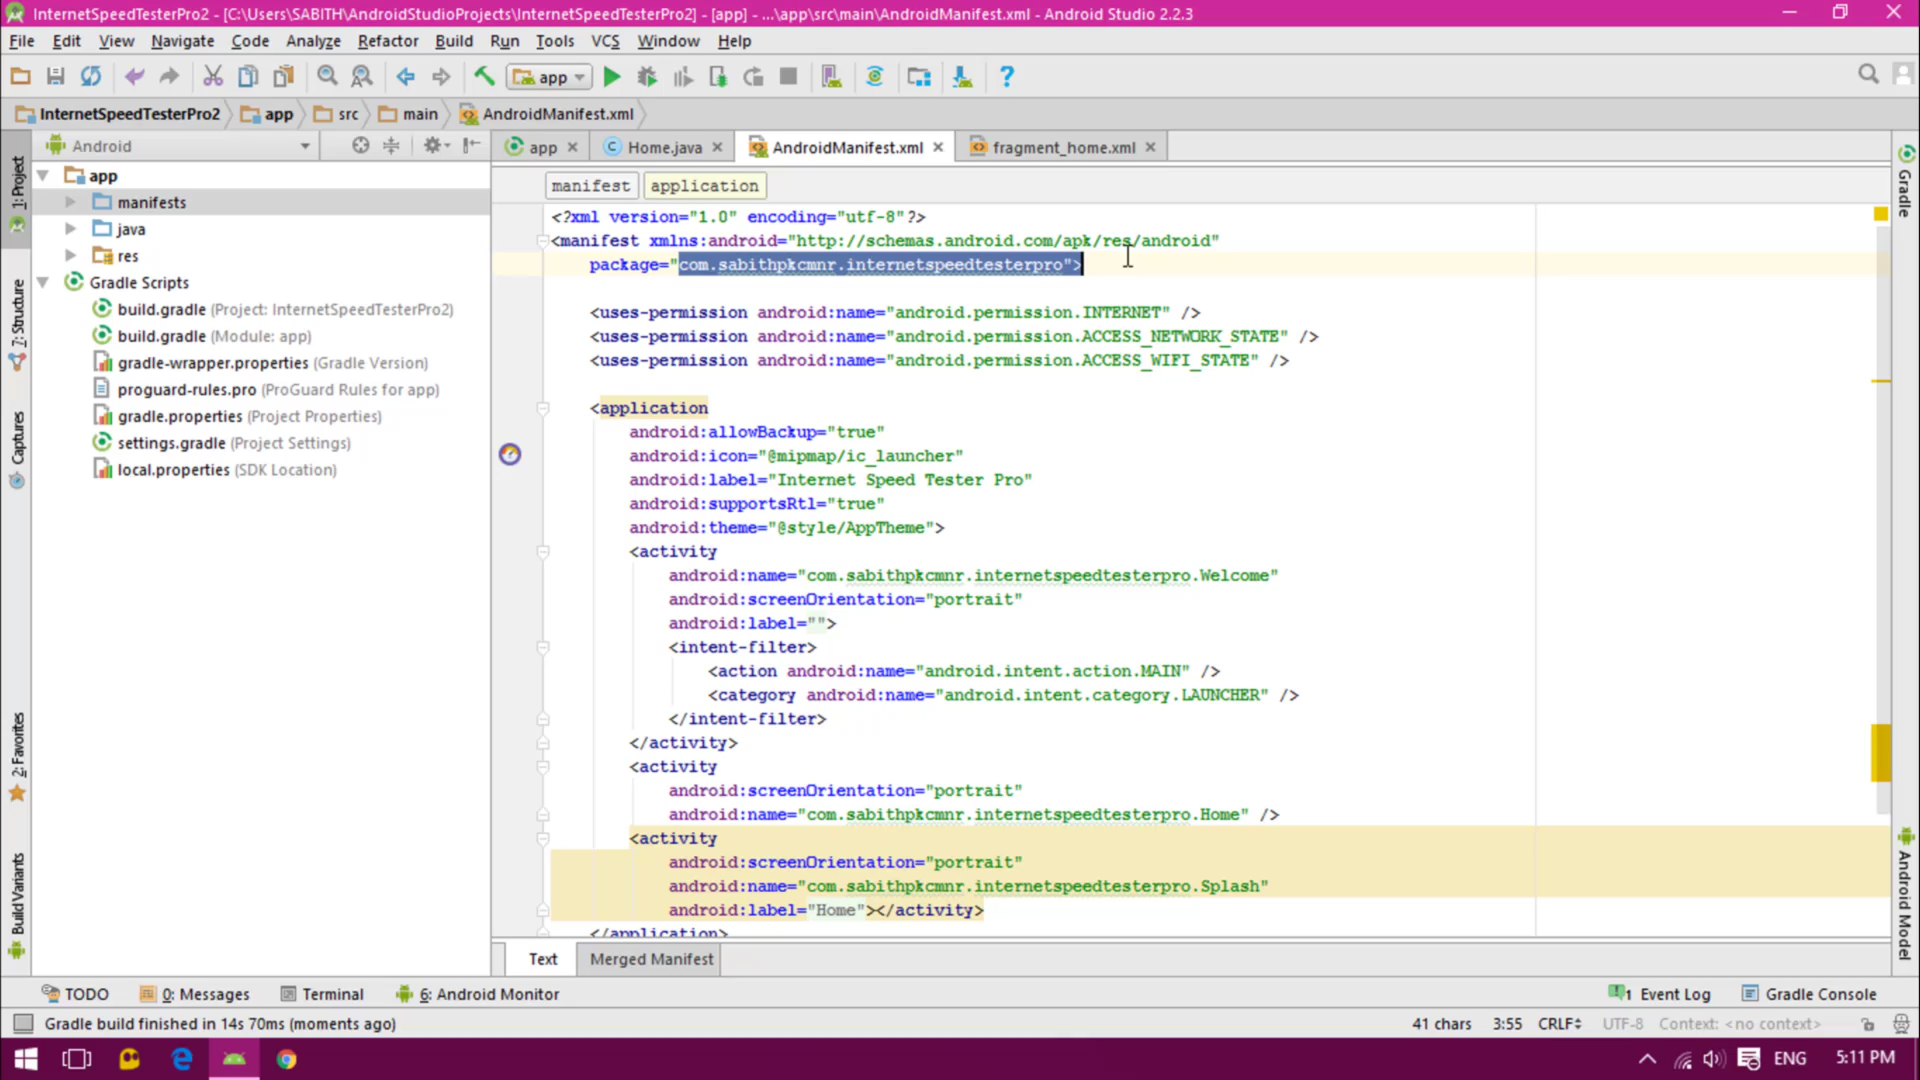 InternetSpeedTesterPro2 - [C:\Users\SABITH\AndroidStudioProjects\InternetSpeedTesterPro2] - [app] - ...\app\src\main\AndroidManifest.xml - Android Studio 2.2.3
File Edit View Navigate Code Analyze Refactor Build Run Tools VCS Window Help
app
InternetSpeedTesterPro2 app src main AndroidManifest.xml
Android
app Home.java AndroidManifest.xml fragment_home.xml
1: Project
7: Structure
Captures
2: Favorites
Build Variants
app
manifests
java
res
Gradle Scripts
build.gradle (Project: InternetSpeedTesterPro2)
build.gradle (Module: app)
gradle-wrapper.properties (Gradle Version)
proguard-rules.pro (ProGuard Rules for app)
gradle.properties (Project Properties)
settings.gradle (Project Settings)
local.properties (SDK Location)
manifest application
<?xml version="1.0" encoding="utf-8"?>
<manifest xmlns:android="http://schemas.android.com/apk/res/android"
package="com.sabithpkcmnr.internetspeedtesterpro">
<uses-permission android:name="android.permission.INTERNET" />
<uses-permission android:name="android.permission.ACCESS_NETWORK_STATE" />
<uses-permission android:name="android.permission.ACCESS_WIFI_STATE" />
<application
android:allowBackup="true"
android:icon="@mipmap/ic_launcher"
android:label="Internet Speed Tester Pro"
android:supportsRtl="true"
android:theme="@style/AppTheme">
<activity
android:name="com.sabithpkcmnr.internetspeedtesterpro.Welcome"
android:screenOrientation="portrait"
android:label="">
<intent-filter>
<action android:name="android.intent.action.MAIN" />
<category android:name="android.intent.category.LAUNCHER" />
</intent-filter>
</activity>
<activity
android:screenOrientation="portrait"
android:name="com.sabithpkcmnr.internetspeedtesterpro.Home" />
<activity
android:screenOrientation="portrait"
android:name="com.sabithpkcmnr.internetspeedtesterpro.Splash"
android:label="Home"></activity>
</application>
Gradle
Android Model
Text Merged Manifest
TODO 0: Messages Terminal 6: Android Monitor 1 Event Log Gradle Console
Gradle build finished in 14s 70ms (moments ago) 41 chars 3:55 CRLF UTF-8 Context: <no context>
ENG 5:11 PM